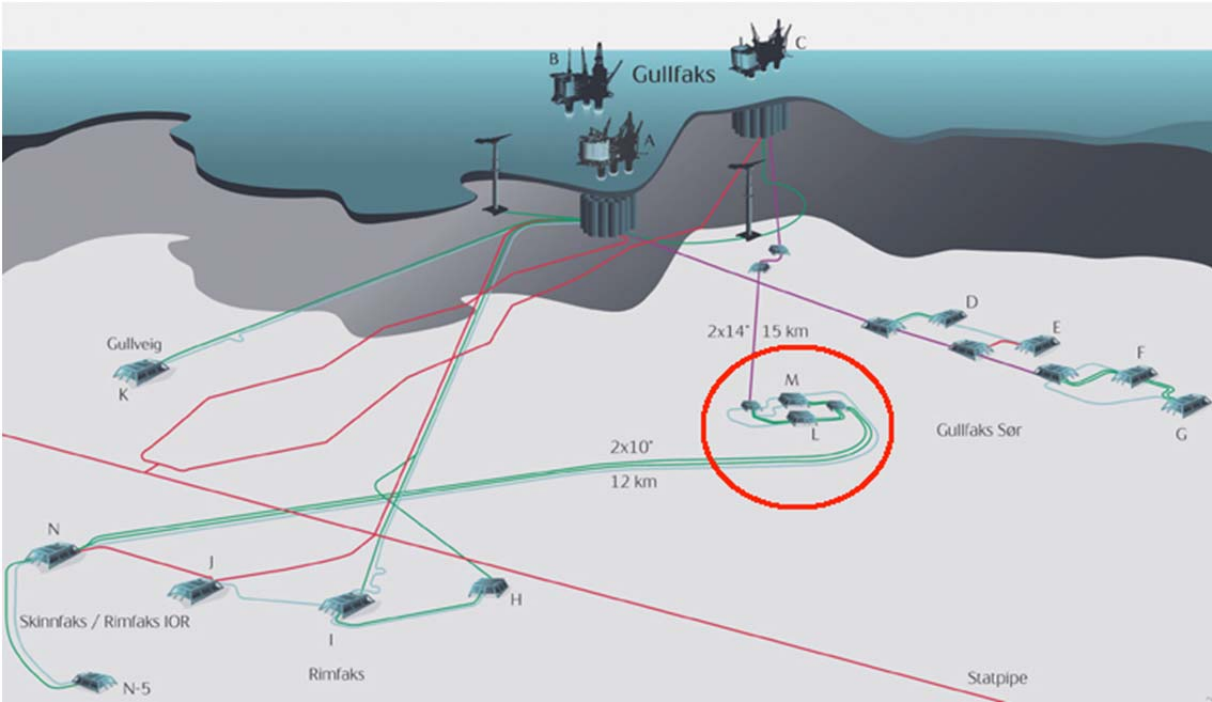 C
B
Gullfaks
A
D
2x14" 15 km
E
Gullveig
F
K
M
G
L
Gullfaks Sør
2x10"
12 km
N
J
H
Skinnfaks / Rimfaks IOR
I
Rimfaks
Statpipe
N-5